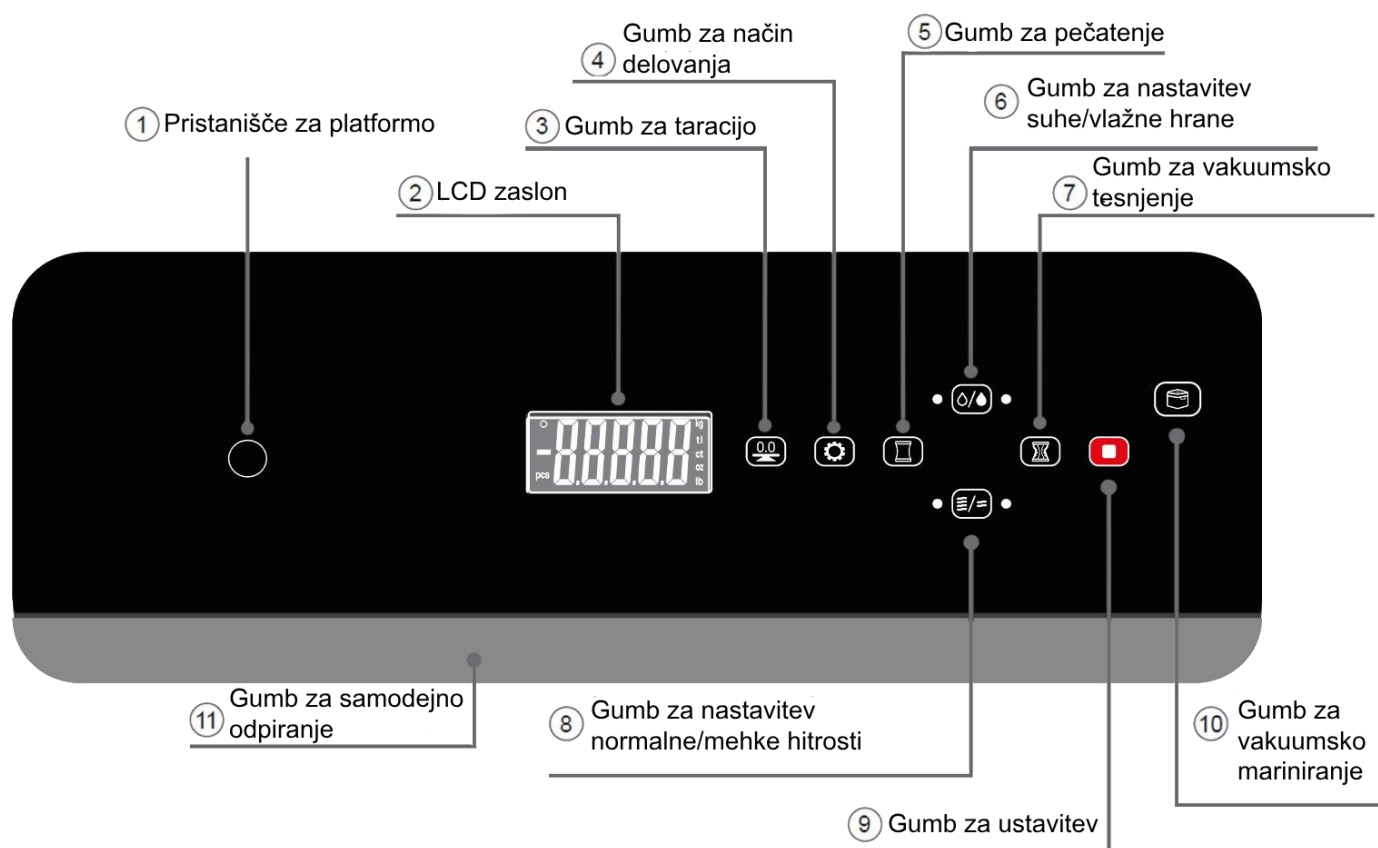 5 Gumb za pečatenje
4 Gumb za način
delovanja
6 Gumb za nastavitev
suhe/vlažne hrane
1 Pristanišče za platformo
3 Gumb za taracijo
7 Gumb za vakuumsko
tesnjenje
2 LCD zaslon
88888
kg
tl
ct
oz
lb
pcs
0.0
11 Gumb za samodejno
odpiranje
8 Gumb za nastavitev
normalne/mehke hitrosti
10 Gumb za
vakuumsko
mariniranje
9 Gumb za ustavitev